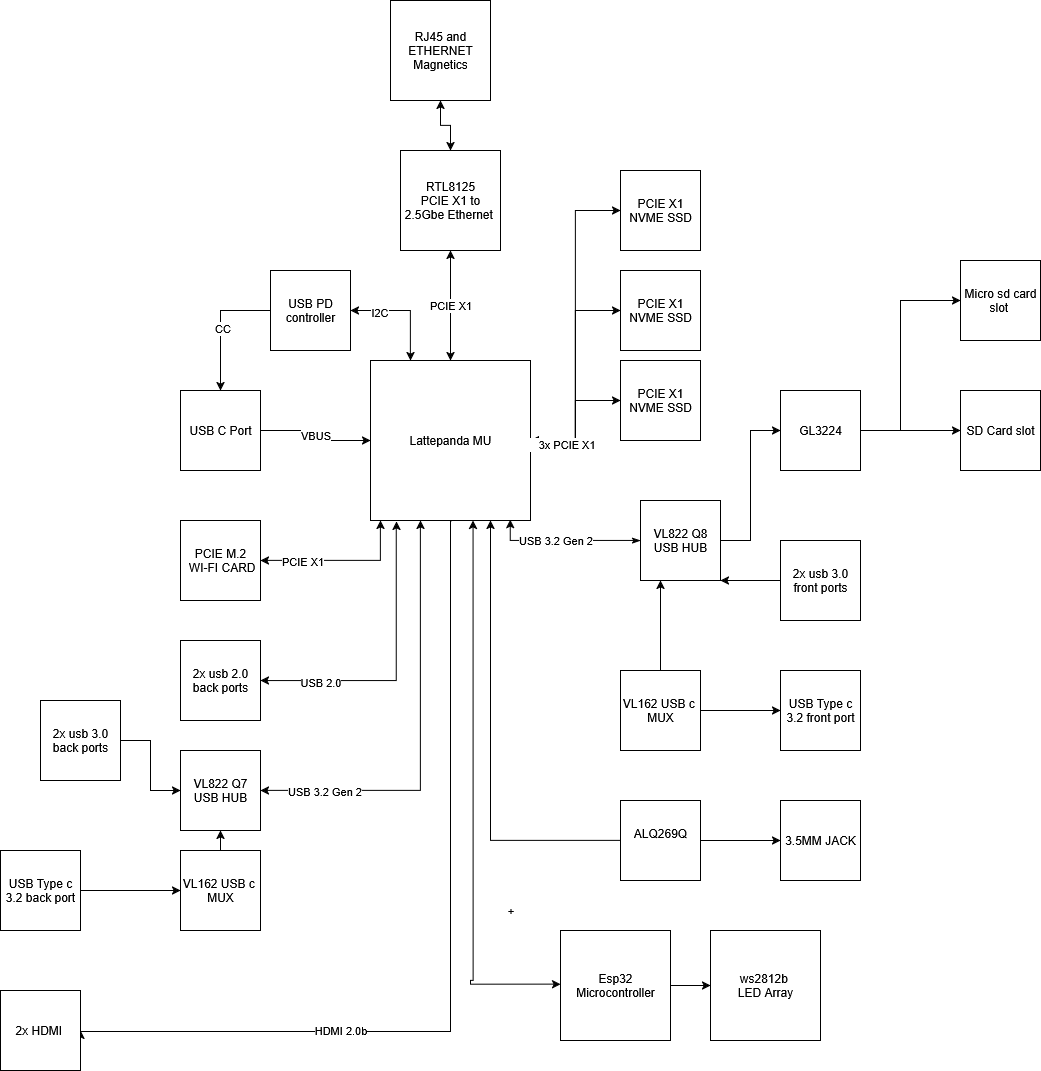 RJ45 and
ETHERNET
Magnetics
RTL8125
PCIE X1 to
2.5Gbe Ethernet
PCIE X1
NVME SSD
USB PD
controller
I2C
PCIE X1
PCIE X1
NVME SSD
Micro sd card
slot
CC
USB C Port
VBUS
Lattepanda MU
3x PCIE X1
PCIE X1
NVME SSD
GL3224
SD Card slot
PCIE M.2
WI-FI CARD
PCIE X1
USB 3.2 Gen 2
VL822 Q8
USB HUB
2x usb 3.0
front ports
2x usb 2.0
back ports
USB 2.0
VL162 USB c
MUX
USB Type c
3.2 front port
2x usb 3.0
back ports
VL822 Q7
USB HUB
USB 3.2 Gen 2
ALQ269Q
3.5MM JACK
USB Type c
3.2 back port
VL162 USB c
MUX
+
Esp32
Microcontroller
ws2812b
LED Array
2x HDMI
HDMI 2.0b